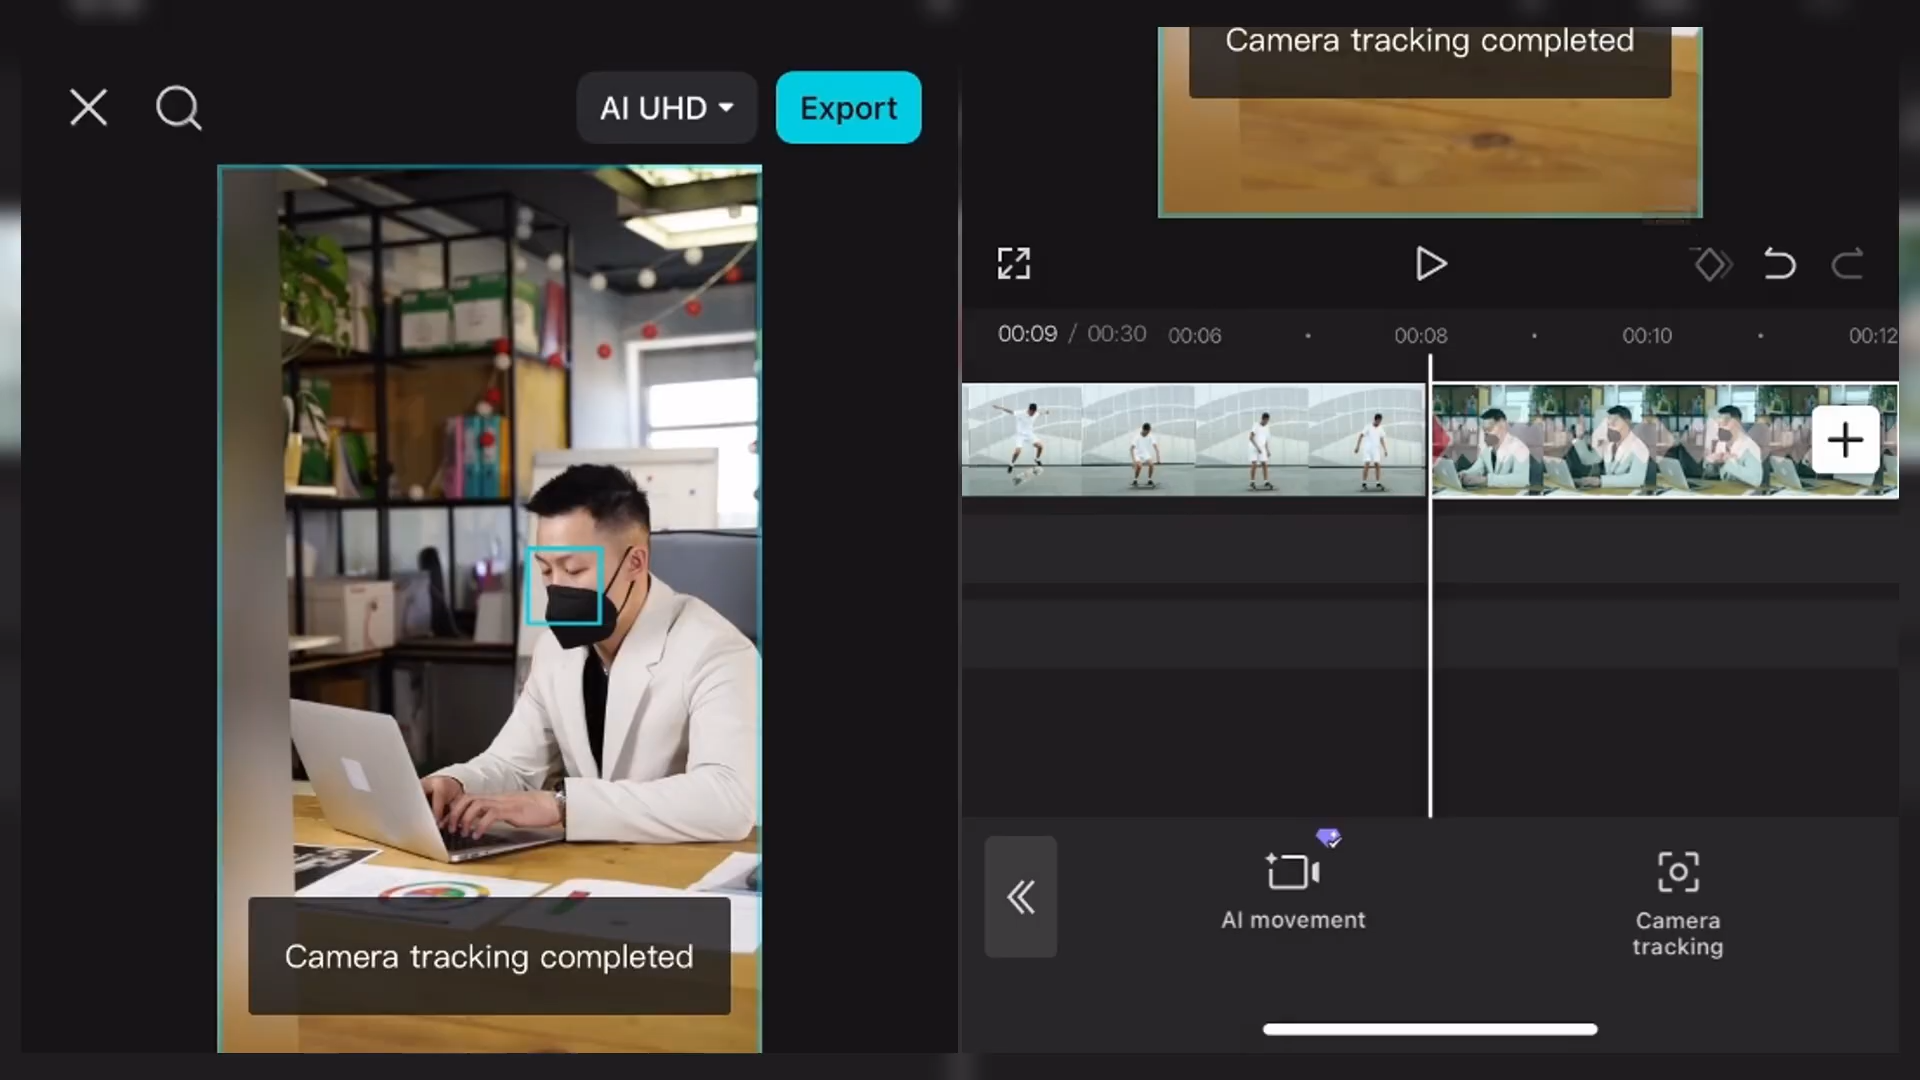 AI UHD
Export
Camera tracking completed
Camera tracking completed
00:09 / 00:30
00:06
00:08
00:10
00:12
AI movement
Camera
tracking